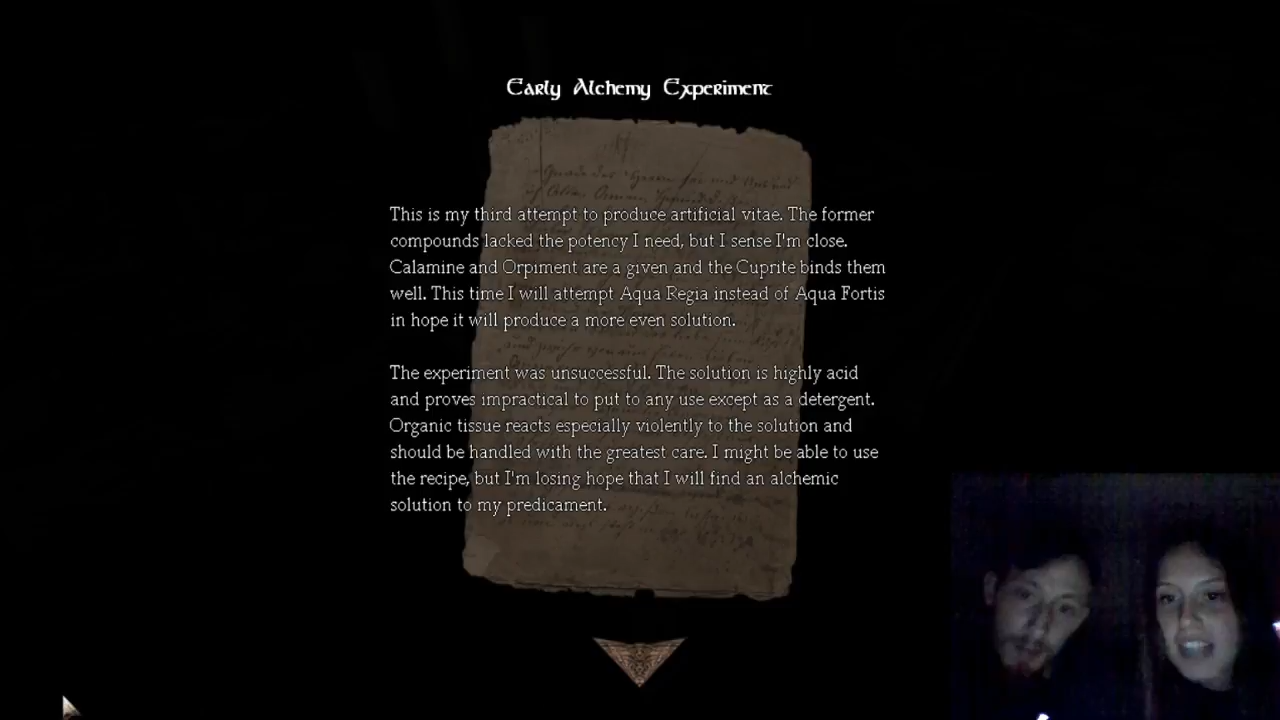 Early Alchemy Experiment
This is my third attempt to produce artificial vitae. The former
compounds lacked the potency I need, but I sense I'm close.
Calamine and Orpiment are a given and the Cuprite binds them
well. This time I will attempt Aqua Regia instead of Aqua Fortis
in hope it will produce a more even solution.
The experiment was unsuccessful. The solution is highly acid
and proves impractical to put to any use except as a detergent.
Organic tissue reacts especially violently to the solution and
should be handled with the greatest care. I might be able to use
the recipe, but I'm losing hope that I will find an alchemic
solution to my predicament.